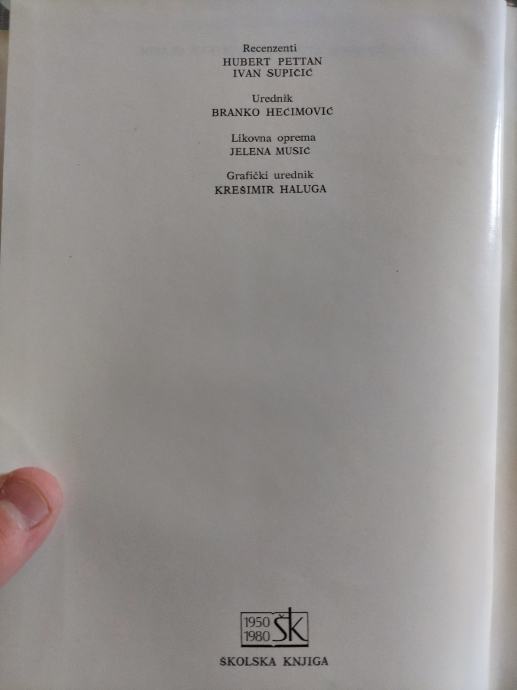 Recenzenti
HUBERT PETTAN
IVAN SUPIČIĆ
Urednik
BRANKO HEĆIMOVIĆ
Likovna oprema
JELENA MUSIĆ
Grafički urednik
KREŠIMIR HALUGA
1950 ŠK
1980
ŠKOLSKA KNJIGA